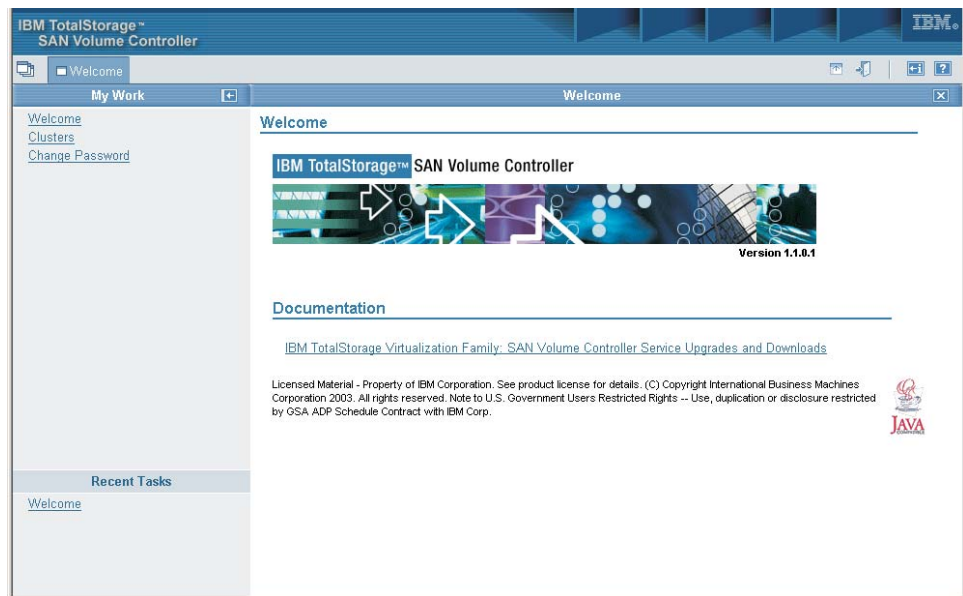 IBM TotalStorage™
SAN Volume Controller
IBM®
Welcome
My Work
Welcome
Welcome
Clusters
Change Password
Welcome
IBM TotalStorage™ SAN Volume Controller
Version 1.1.0.1
Documentation
IBM TotalStorage Virtualization Family: SAN Volume Controller Service Upgrades and Downloads
Licensed Material - Property of IBM Corporation. See product license for details. (C) Copyright International Business Machines
Corporation 2003. All rights reserved. Note to U.S. Government Users Restricted Rights -- Use, duplication or disclosure restricted
by GSA ADP Schedule Contract with IBM Corp.
JAVA
COMPATIBLE
Recent Tasks
Welcome